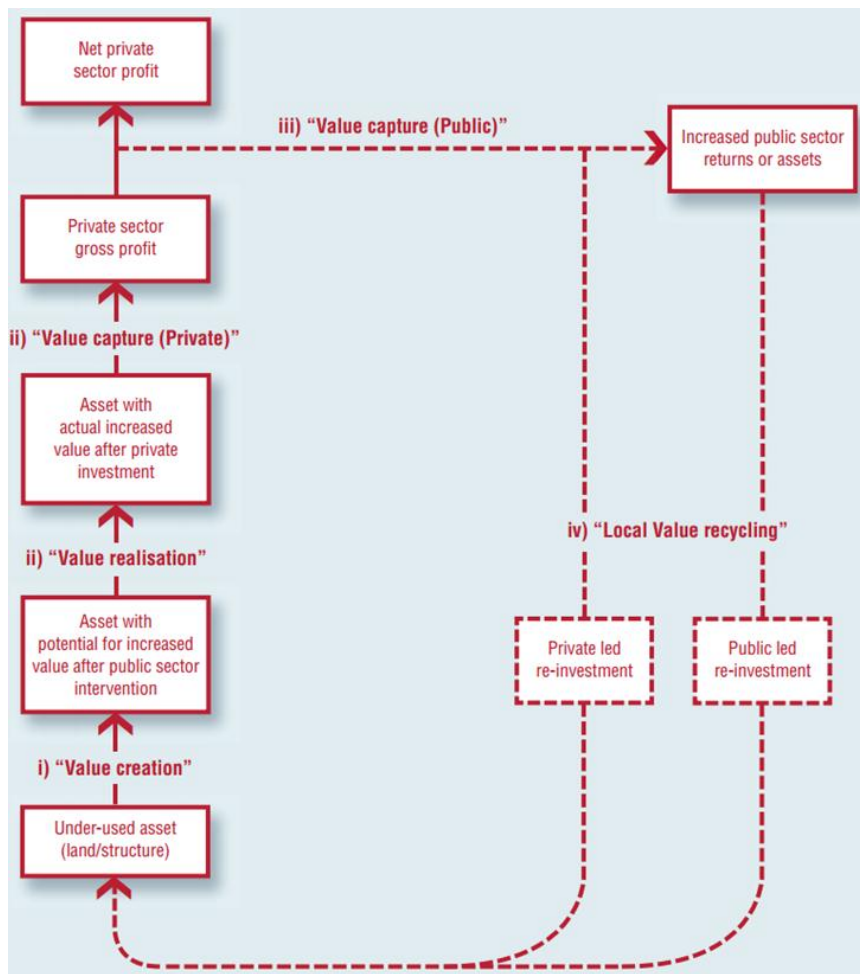 Net private
sector profit
iii) “Value capture (Public)”
Increased public sector
returns or assets
Private sector
gross profit
ii) “Value capture (Private)”
Asset with
actual increased
value after private
investment
iv) “Local Value recycling”
ii) “Value realisation”
Asset with
potential for increased
value after public sector
intervention
Private led
re-investment
Public led
re-investment
i) “Value creation”
Under-used asset
(land/structure)